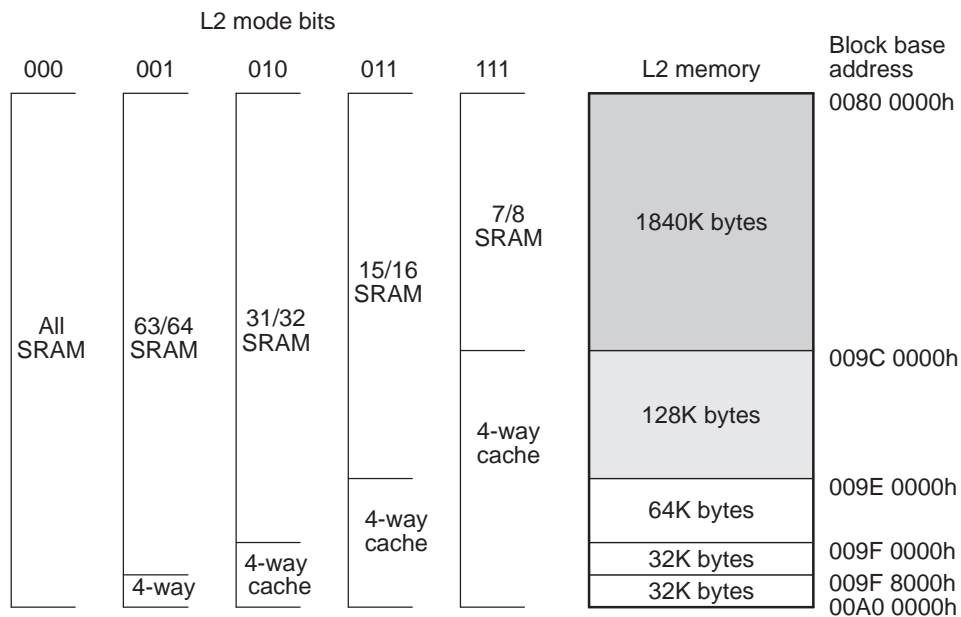 L2 mode bits
000 001 010 011 111 L2 memory Block base address
0080 0000h
All SRAM
63/64 SRAM
31/32 SRAM
15/16 SRAM
7/8 SRAM
1840K bytes
009C 0000h
4-way cache
128K bytes
009E 0000h
4-way cache
64K bytes
009F 0000h
4-way cache
32K bytes
009F 8000h
4-way
32K bytes
00A0 0000h